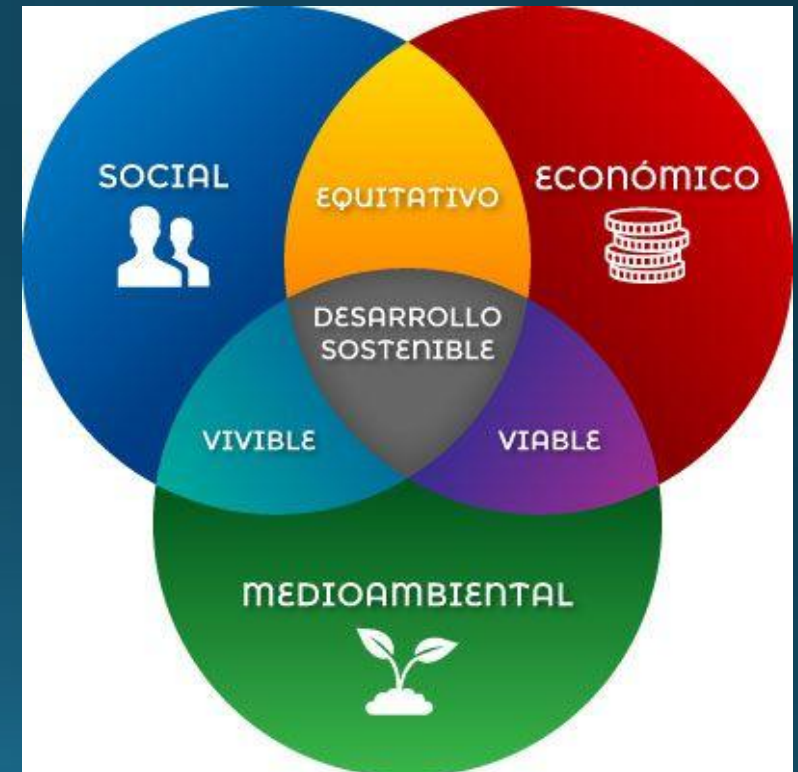 SOCIAL
ECONÓMICO
EQUITATIVO
DESARROLLO
SOSTENIBLE
VIVIBLE
VIABLE
MEDIOAMBIENTAL